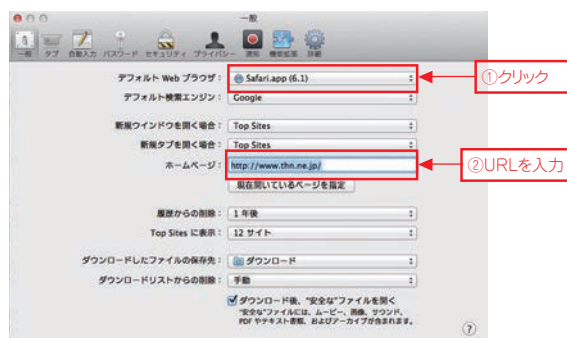 一般
一般 タブ 自動入力 パスワード セキュリティ プライバシー 通知 機能拡張 詳細
デフォルト Web ブラウザ： Safari.app (6.1)
①クリック
デフォルト検索エンジン： Google
新規ウインドウを開く場合： Top Sites
新規タブを開く場合： Top Sites
ホームページ： http://www.thn.ne.jp/
②URLを入力
現在開いているページを指定
履歴からの削除： 1 年後
Top Sites に表示： 12 サイト
ダウンロードしたファイルの保存先： ダウンロード
ダウンロードリストからの削除： 手動
ダウンロード後、"安全な"ファイルを開く
"安全な"ファイルには、ムービー、画像、サウンド、
PDF やテキスト書類、およびアーカイブが含まれます。
?